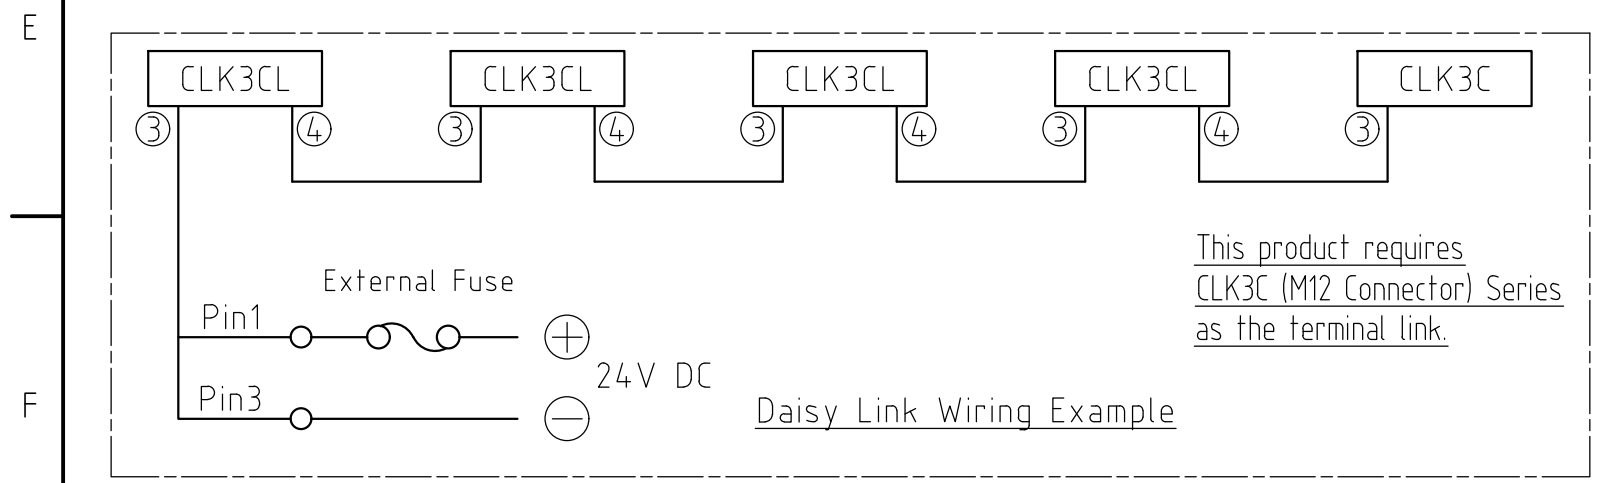 E
CLK3CL CLK3CL CLK3CL CLK3CL CLK3C
3 4 3 4 3 4 3 4 3
This product requires
CLK3C (M12 Connector) Series
as the terminal link.
External Fuse
Pin1
+
24V DC
F
Pin3
−
Daisy Link Wiring Example